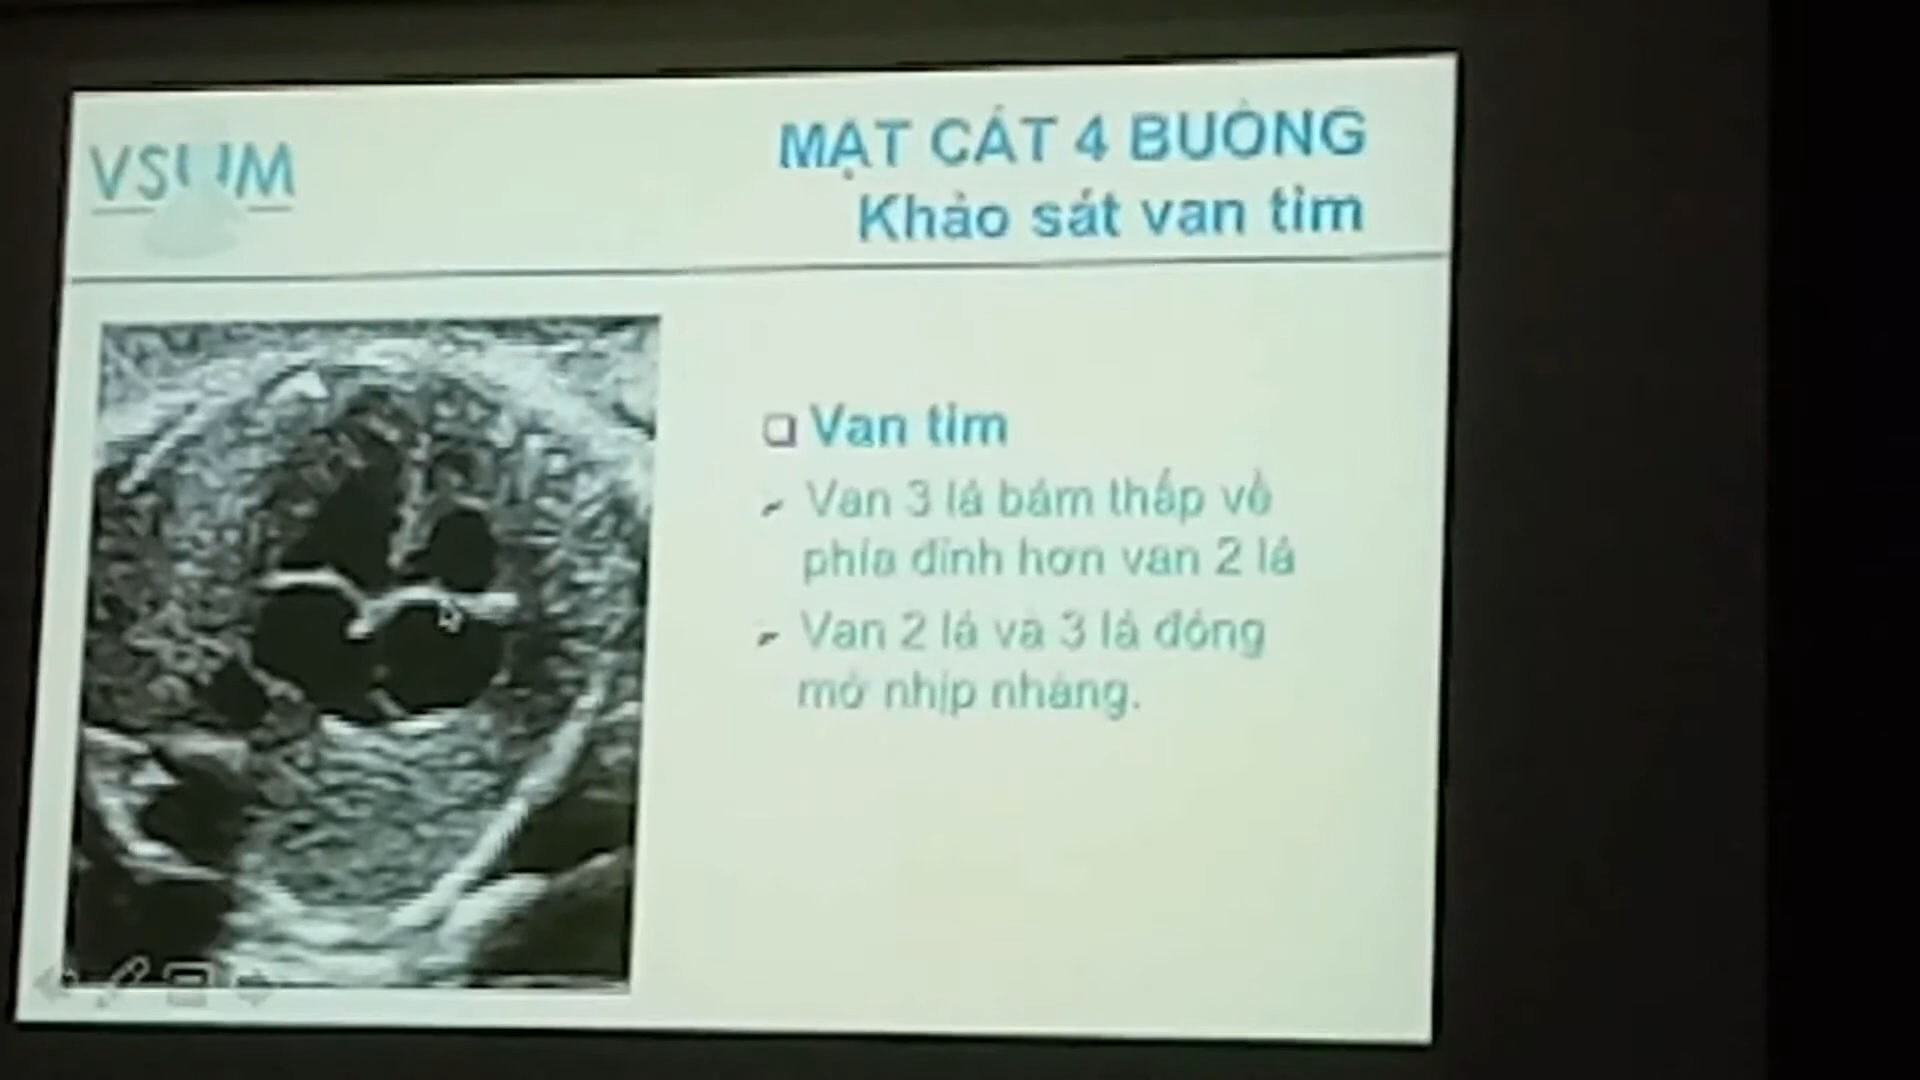 VSUM
MẶT CẮT 4 BUỒNG
Khảo sát van tim
Van tim
Van 3 lá bám thấp về
phía đỉnh hơn van 2 lá
Van 2 lá và 3 lá đóng
mở nhịp nhàng.